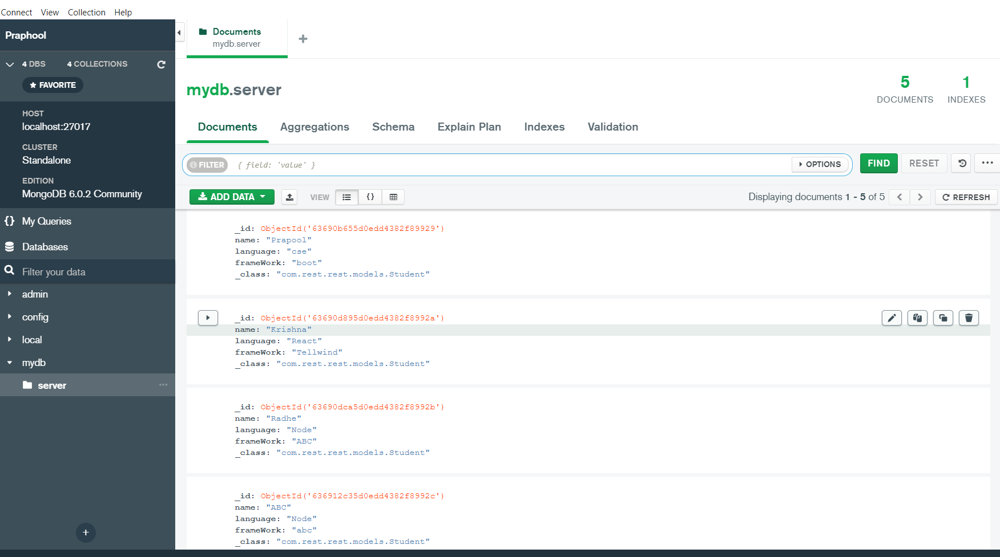 Connect View Collection Help
Praphool
4 DBS 4 COLLECTIONS
FAVORITE
HOST
localhost:27017
CLUSTER
Standalone
EDITION
MongoDB 6.0.2 Community
{} My Queries
Databases
Filter your data
admin
config
local
mydb
server
Documents
mydb.server
mydb.server
5
DOCUMENTS
1
INDEXES
Documents Aggregations Schema Explain Plan Indexes Validation
FILTER { field: 'value' } OPTIONS FIND RESET
ADD DATA VIEW {} Displaying documents 1 - 5 of 5 REFRESH
_id: ObjectId('63690b655d0edd4382f89929')
name: "Prapool"
language: "cse"
frameWork: "boot"
_class: "com.rest.rest.models.Student"
_id: ObjectId('63690d895d0edd4382f8992a')
name: "Krishna"
language: "React"
frameWork: "Tellwind"
_class: "com.rest.rest.models.Student"
_id: ObjectId('63690dca5d0edd4382f8992b')
name: "Radhe"
language: "Node"
frameWork: "ABC"
_class: "com.rest.rest.models.Student"
_id: ObjectId('636912c35d0edd4382f8992c')
name: "ABC"
language: "Node"
frameWork: "abc"
_class: "com.rest.rest.models.Student"